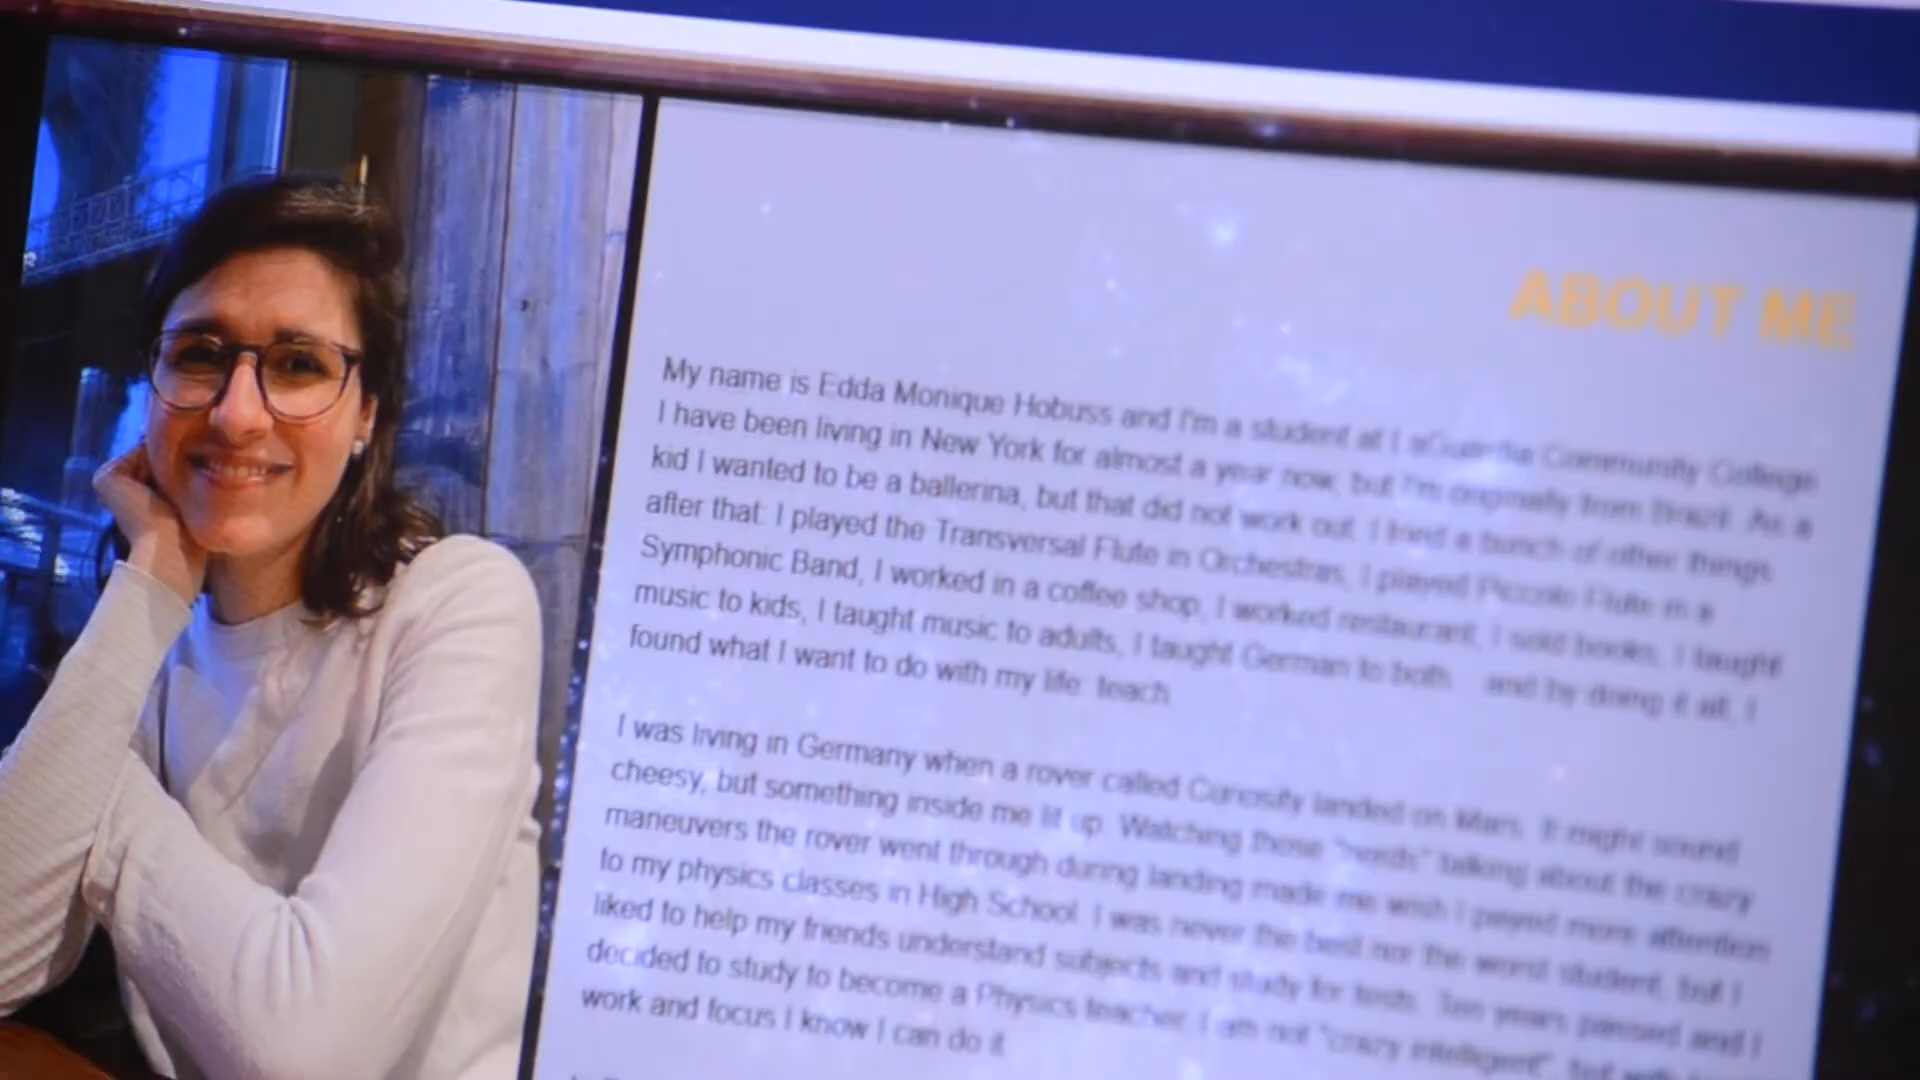 ABOUT ME
My name is Edda Monique Hobuss and I'm a student at LaGuardia Community College
I have been living in New York for almost a year now, but I'm originally from Brazil. As a
kid I wanted to be a ballerina, but that did not work out. I tried a bunch of other things
after that: I played the Transversal Flute in Orchestras, I played Piccolo Flute in a
Symphonic Band, I worked in a coffee shop, I worked restaurant, I sold books, I taught
music to kids, I taught music to adults, I taught German to both... and by doing it all, I
found what I want to do with my life: teach.
I was living in Germany when a rover called Curiosity landed on Mars. It might sound
cheesy, but something inside me lit up. Watching those "nerds" talking about the crazy
maneuvers the rover went through during landing made me wish I payed more attention
to my physics classes in High School. I was never the best nor the worst student, but I
liked to help my friends understand subjects and study for tests. Ten years passed and I
decided to study to become a Physics teacher. I am not "crazy intelligent", but with
work and focus I know I can do it